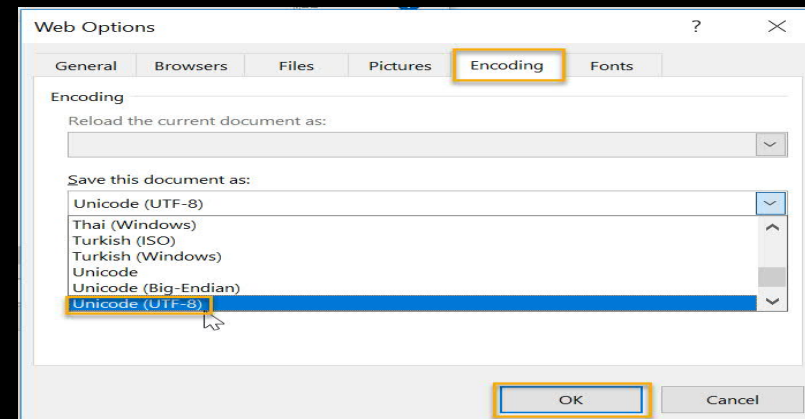 Web Options
General Browsers Files Pictures Encoding Fonts
Encoding
Reload the current document as:
Save this document as:
Unicode (UTF-8)
Thai (Windows)
Turkish (ISO)
Turkish (Windows)
Unicode
Unicode (Big-Endian)
Unicode (UTF-8)
OK Cancel